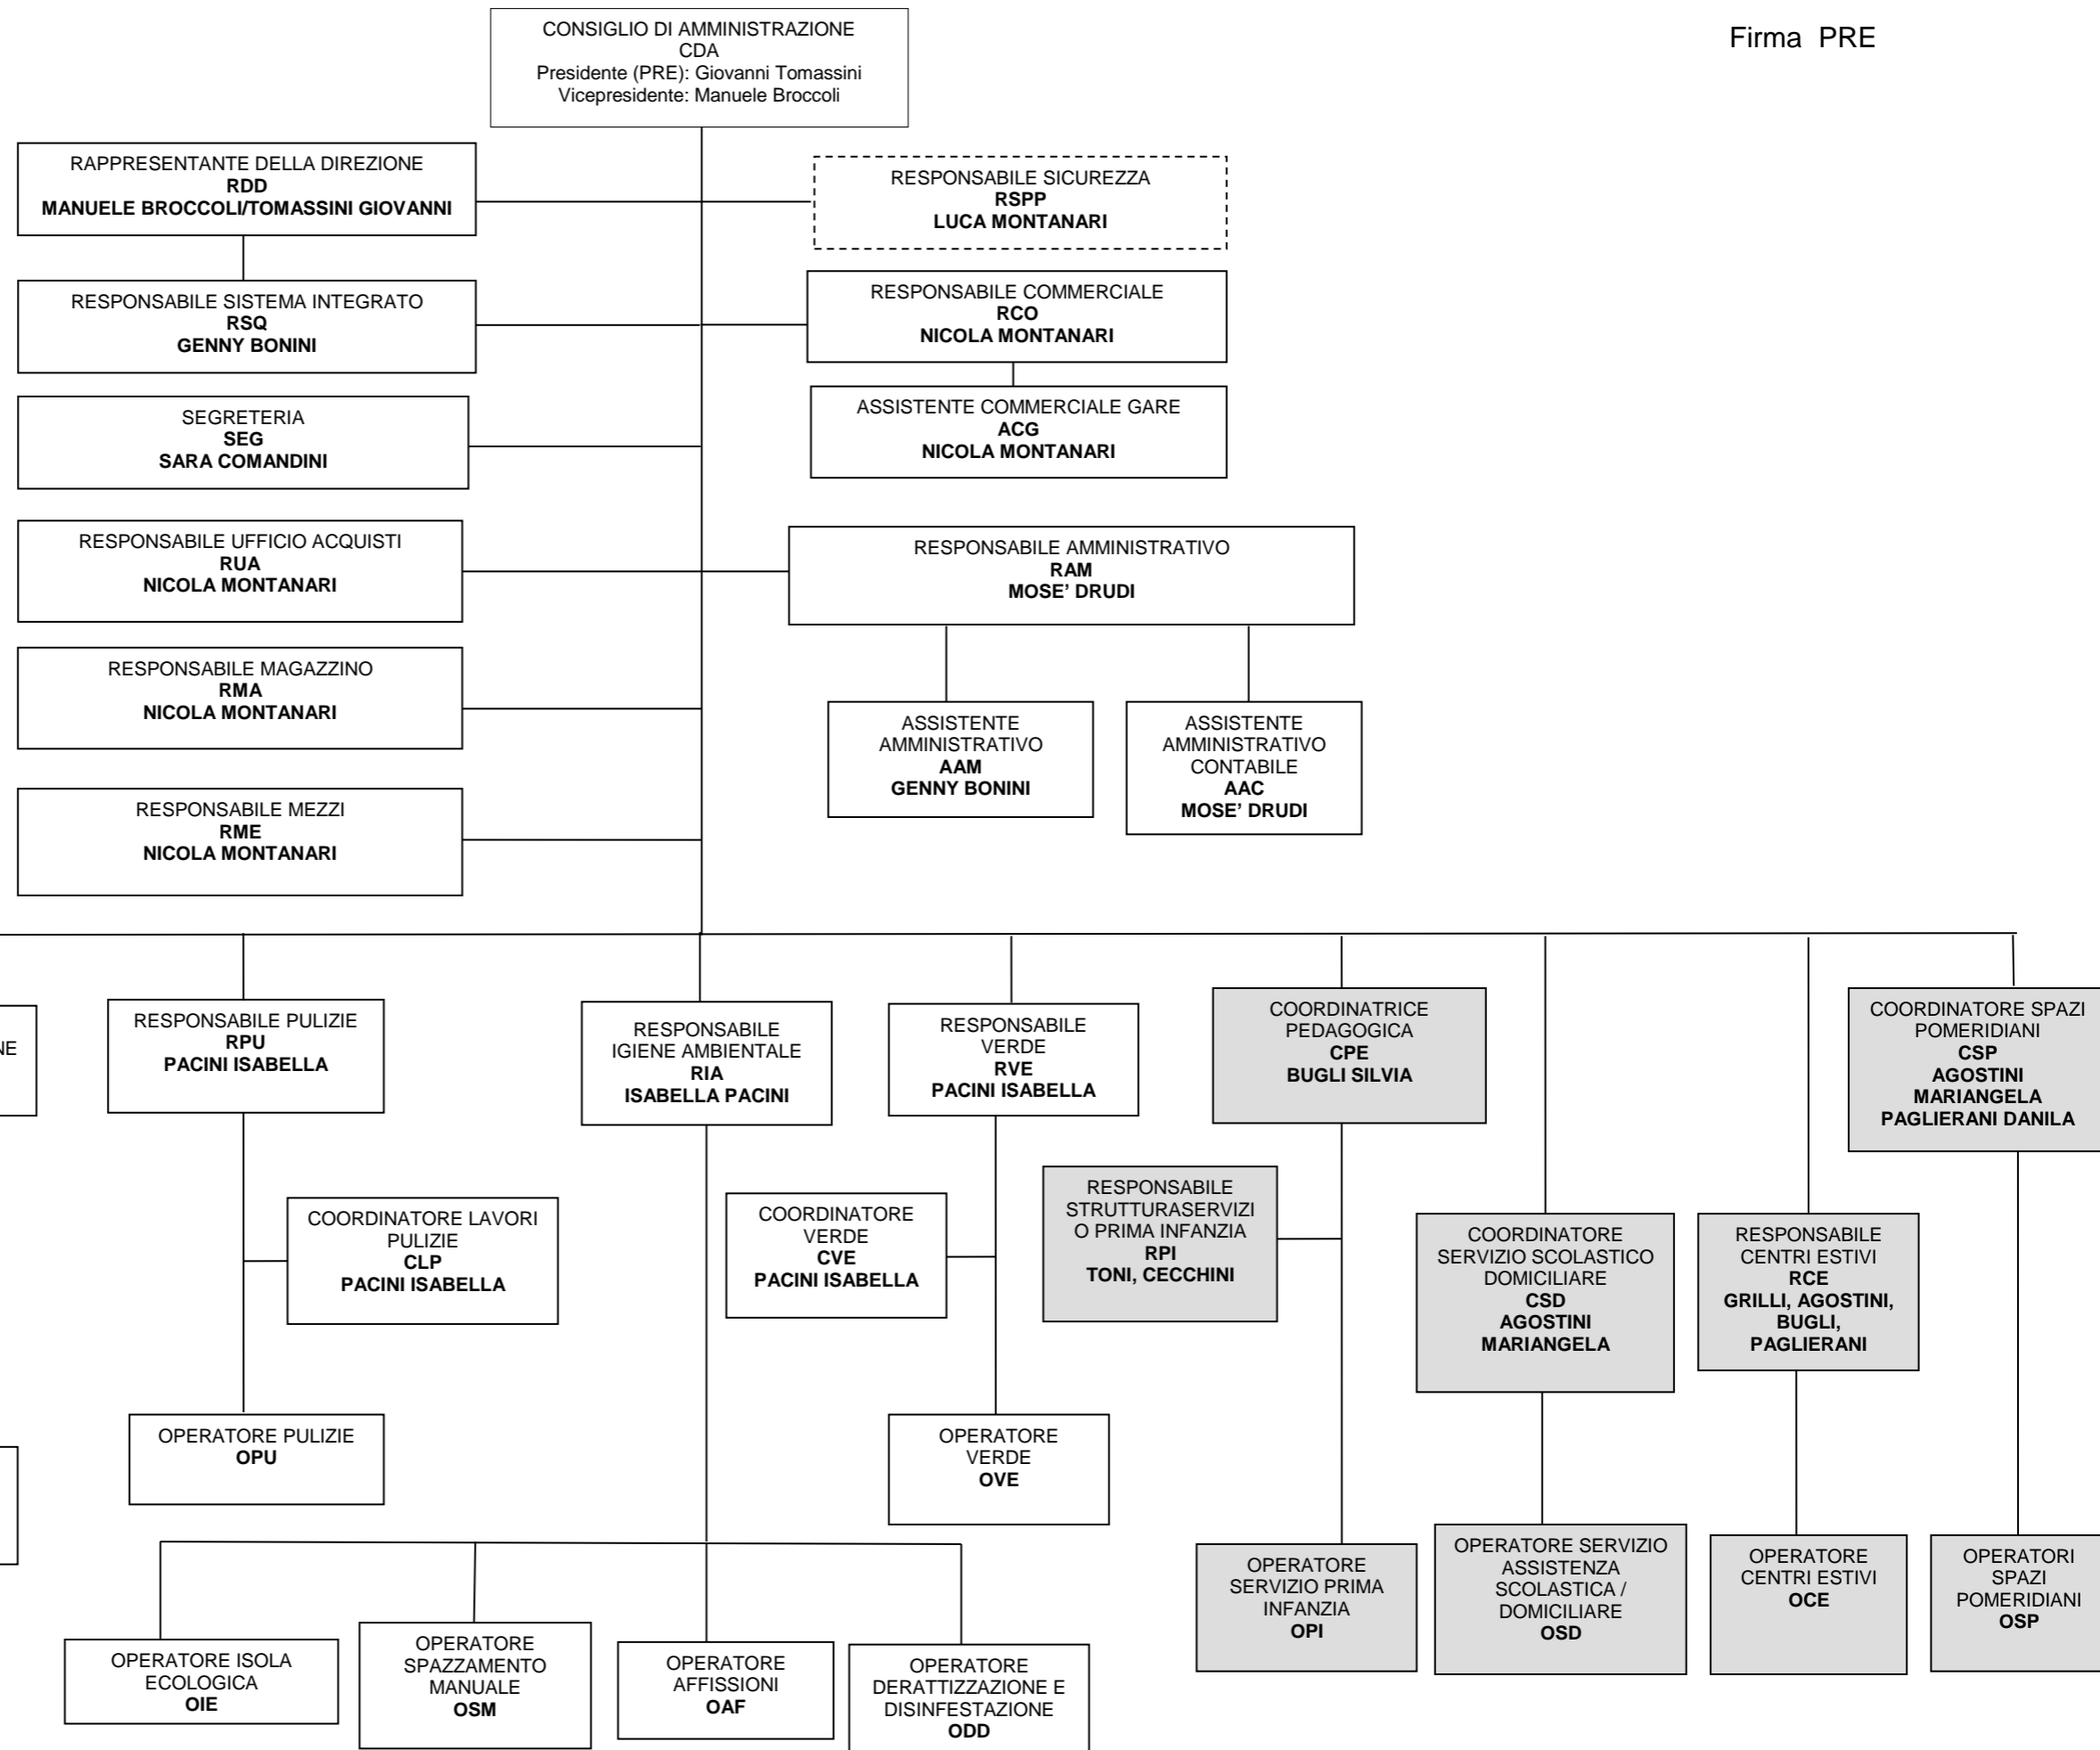 CONSIGLIO DI AMMINISTRAZIONE
CDA
Presidente (PRE): Giovanni Tomassini
Vicepresidente: Manuele Broccoli
Firma  PRE
RAPPRESENTANTE DELLA DIREZIONE
RDD
MANUELE BROCCOLI/TOMASSINI GIOVANNI
RESPONSABILE SICUREZZA
RSPP
LUCA MONTANARI
RESPONSABILE SISTEMA INTEGRATO
RSQ
GENNY BONINI
RESPONSABILE COMMERCIALE
RCO
NICOLA MONTANARI
SEGRETERIA
SEG
SARA COMANDINI
ASSISTENTE COMMERCIALE GARE
ACG
NICOLA MONTANARI
RESPONSABILE UFFICIO ACQUISTI
RUA
NICOLA MONTANARI
RESPONSABILE AMMINISTRATIVO
RAM
MOSE’ DRUDI
RESPONSABILE MAGAZZINO
RMA
NICOLA MONTANARI
ASSISTENTE
AMMINISTRATIVO
AAM
GENNY BONINI
ASSISTENTE
AMMINISTRATIVO
CONTABILE
AAC
MOSE’ DRUDI
RESPONSABILE MEZZI
RME
NICOLA MONTANARI
NE
RESPONSABILE PULIZIE
RPU
PACINI ISABELLA
RESPONSABILE
IGIENE AMBIENTALE
RIA
ISABELLA PACINI
RESPONSABILE
VERDE
RVE
PACINI ISABELLA
COORDINATRICE
PEDAGOGICA
CPE
BUGLI SILVIA
COORDINATORE SPAZI
POMERIDIANI
CSP
AGOSTINI
MARIANGELA
PAGLIERANI DANILA
COORDINATORE LAVORI
PULIZIE
CLP
PACINI ISABELLA
COORDINATORE
VERDE
CVE
PACINI ISABELLA
RESPONSABILE
STRUTTURASERVIZI
O PRIMA INFANZIA
RPI
TONI, CECCHINI
COORDINATORE
SERVIZIO SCOLASTICO
DOMICILIARE
CSD
AGOSTINI
MARIANGELA
RESPONSABILE
CENTRI ESTIVI
RCE
GRILLI, AGOSTINI,
BUGLI,
PAGLIERANI
OPERATORE PULIZIE
OPU
OPERATORE
VERDE
OVE
OPERATORE
SERVIZIO PRIMA
INFANZIA
OPI
OPERATORE SERVIZIO
ASSISTENZA
SCOLASTICA /
DOMICILIARE
OSD
OPERATORE
CENTRI ESTIVI
OCE
OPERATORI
SPAZI
POMERIDIANI
OSP
OPERATORE ISOLA
ECOLOGICA
OIE
OPERATORE
SPAZZAMENTO
MANUALE
OSM
OPERATORE
AFFISSIONI
OAF
OPERATORE
DERATTIZZAZIONE E
DISINFESTAZIONE
ODD